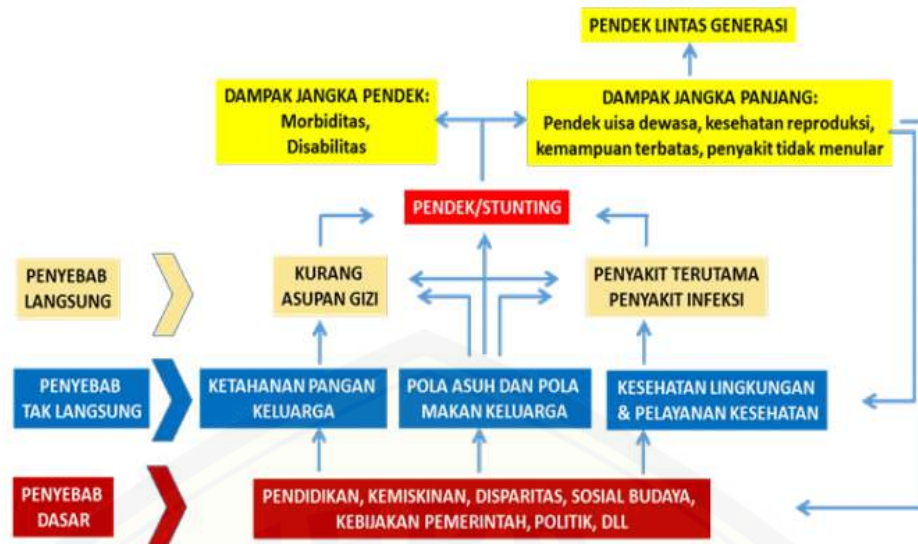 PENDEK LINTAS GENERASI
DAMPAK JANGKA PENDEK:
Morbiditas,
Disabilitas
DAMPAK JANGKA PANJANG:
Pendek uisa dewasa, kesehatan reproduksi,
kemampuan terbatas, penyakit tidak menular
PENDEK/STUNTING
PENYEBAB
LANGSUNG
KURANG
ASUPAN GIZI
PENYAKIT TERUTAMA
PENYAKIT INFEKSI
PENYEBAB
TAK LANGSUNG
KETAHANAN PANGAN
KELUARGA
POLA ASUH DAN POLA
MAKAN KELUARGA
KESEHATAN LINGKUNGAN
& PELAYANAN KESEHATAN
PENYEBAB
DASAR
PENDIDIKAN, KEMISKINAN, DISPARITAS, SOSIAL BUDAYA,
KEBIJAKAN PEMERINTAH, POLITIK, DLL